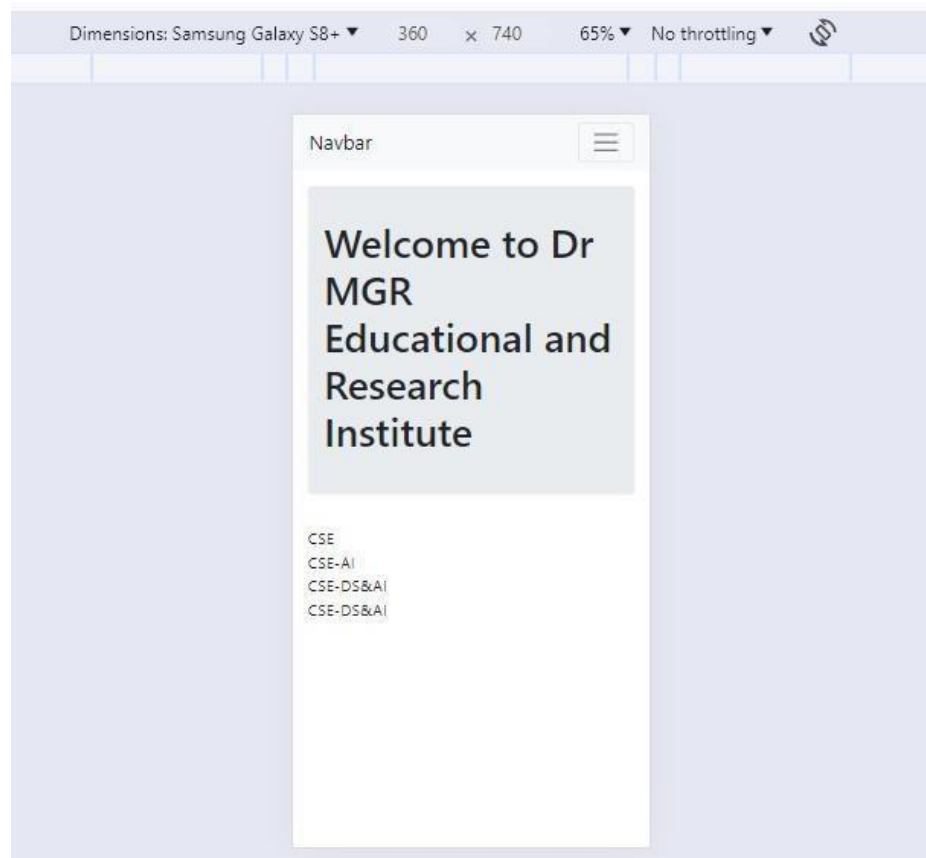 Dimensions: Samsung Galaxy S8+ ▼ 360 × 740 65% ▼ No throttling ▼
Navbar
Welcome to Dr
MGR
Educational and
Research
Institute
CSE
CSE-AI
CSE-DS&AI
CSE-DS&AI